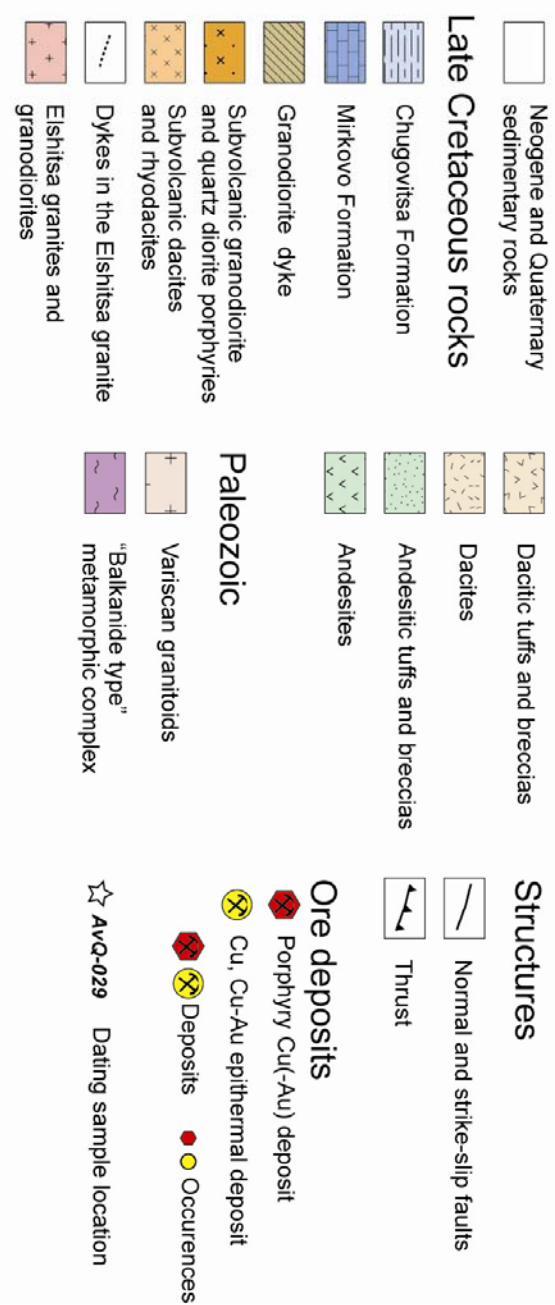 Neogene and Quaternary
sedimentary rocks
Late Cretaceous rocks
Chugovitsa Formation
Mirkovo Formation
Granodiorite dyke
Subvolcanic granodiorite
and quartz diorite porphyries
Subvolcanic dacites
and rhyodacites
Dykes in the Elshitsa granite
Elshitsa granites and
granodiorites
Dacitic tuffs and breccias
Dacites
Andesitic tuffs and breccias
Andesites
Paleozoic
Variscan granitoids
"Balkanide type"
metamorphic complex
Structures
Normal and strike-slip faults
Thrust
Ore deposits
Porphyry Cu(-Au) deposit
Cu, Cu-Au epithermal deposit
Deposits Occurences
AvQ-029 Dating sample location